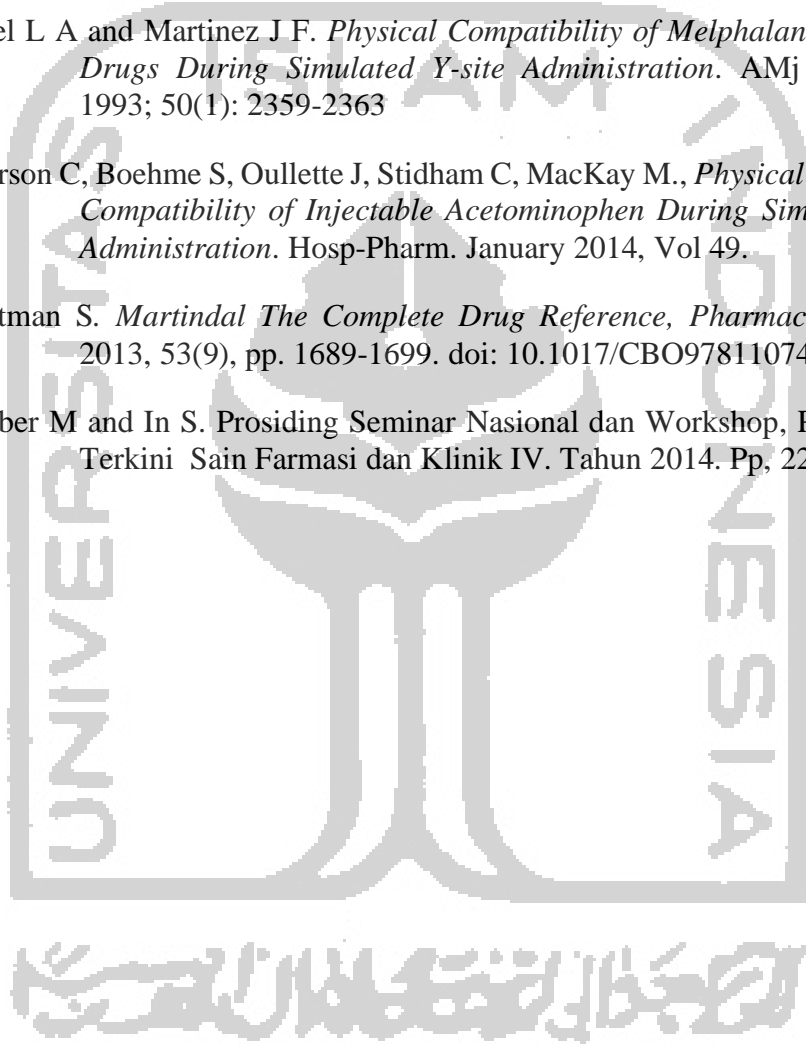 el L A and Martinez J F. Physical Compatibility of Melphalan
Drugs During Simulated Y-site Administration. AMj
1993; 50(1): 2359-2363
rson C, Boehme S, Oullette J, Stidham C, MacKay M., Physical
Compatibility of Injectable Acetominophen During Sim
Administration. Hosp-Pharm. January 2014, Vol 49.
tman S. Martindal The Complete Drug Reference, Pharmac
2013, 53(9), pp. 1689-1699. doi: 10.1017/CBO97811074
ber M and In S. Prosiding Seminar Nasional dan Workshop, P
Terkini Sain Farmasi dan Klinik IV. Tahun 2014. Pp, 22
UNIVERSITAS
ISLAM
INDONESIA